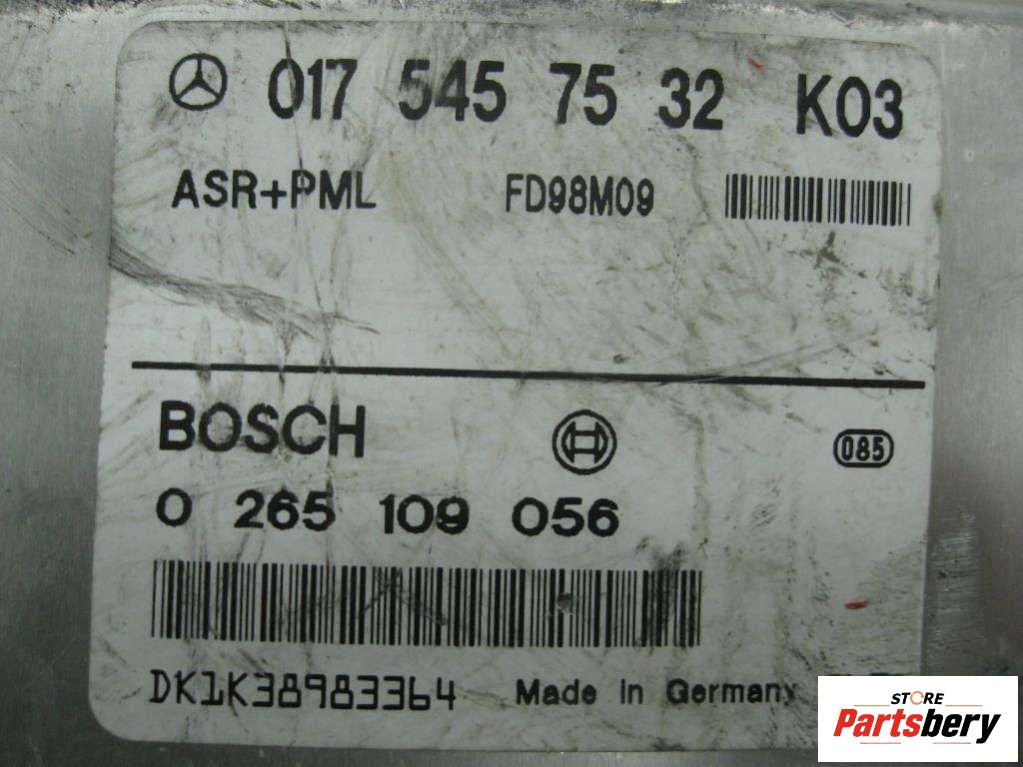 017 545 75 32 K03
ASR+PML FD98M09
BOSCH
085
0 265 109 056
DK1K38983364 Made in Germany
STORE
Partsbery